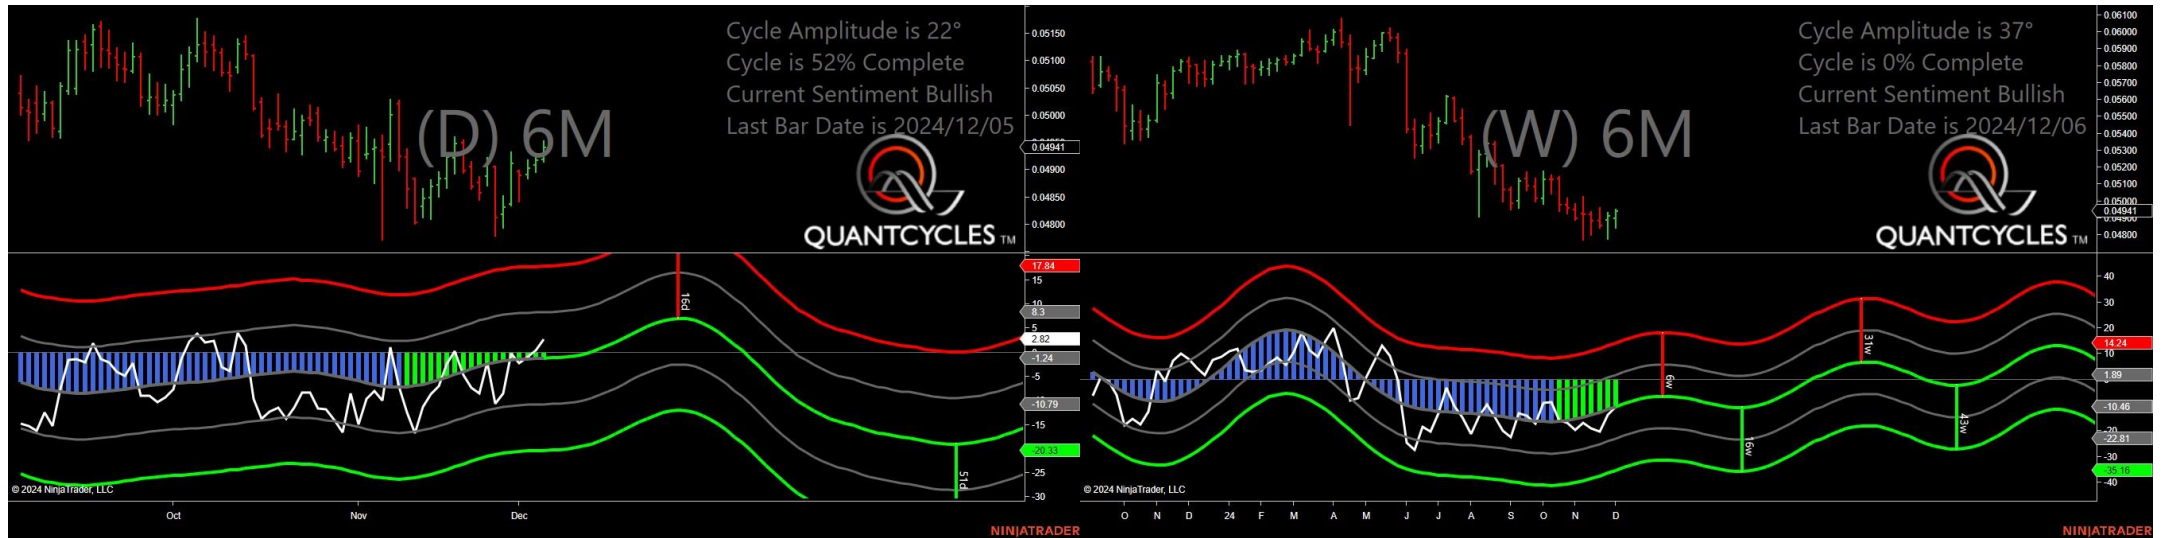 Cycle Amplitude is 22°
Cycle is 52% Complete
Current Sentiment Bullish
Last Bar Date is 2024/12/05
(D) 6M
QUANTCYCLES TM
0.05150
0.05100
0.05050
0.05000
0.04941
0.04900
0.04850
0.04800
17.84
15
10
8.3
5
2.82
-1.24
-5
-10.79
-15
-20.33
-25
-30
16d
51d
© 2024 NinjaTrader, LLC
Oct
Nov
Dec
NINJATRADER
Cycle Amplitude is 37°
Cycle is 0% Complete
Current Sentiment Bullish
Last Bar Date is 2024/12/06
(W) 6M
QUANTCYCLES TM
0.06100
0.06000
0.05900
0.05800
0.05700
0.05600
0.05500
0.05400
0.05300
0.05200
0.05100
0.05000
0.04941
0.04800
40
30
20
14.24
10
1.89
-10.46
-22.81
-30
-35.16
-40
6w
16w
31w
43w
© 2024 NinjaTrader, LLC
O N D 24 F M A M J J A S O N D
NINJATRADER